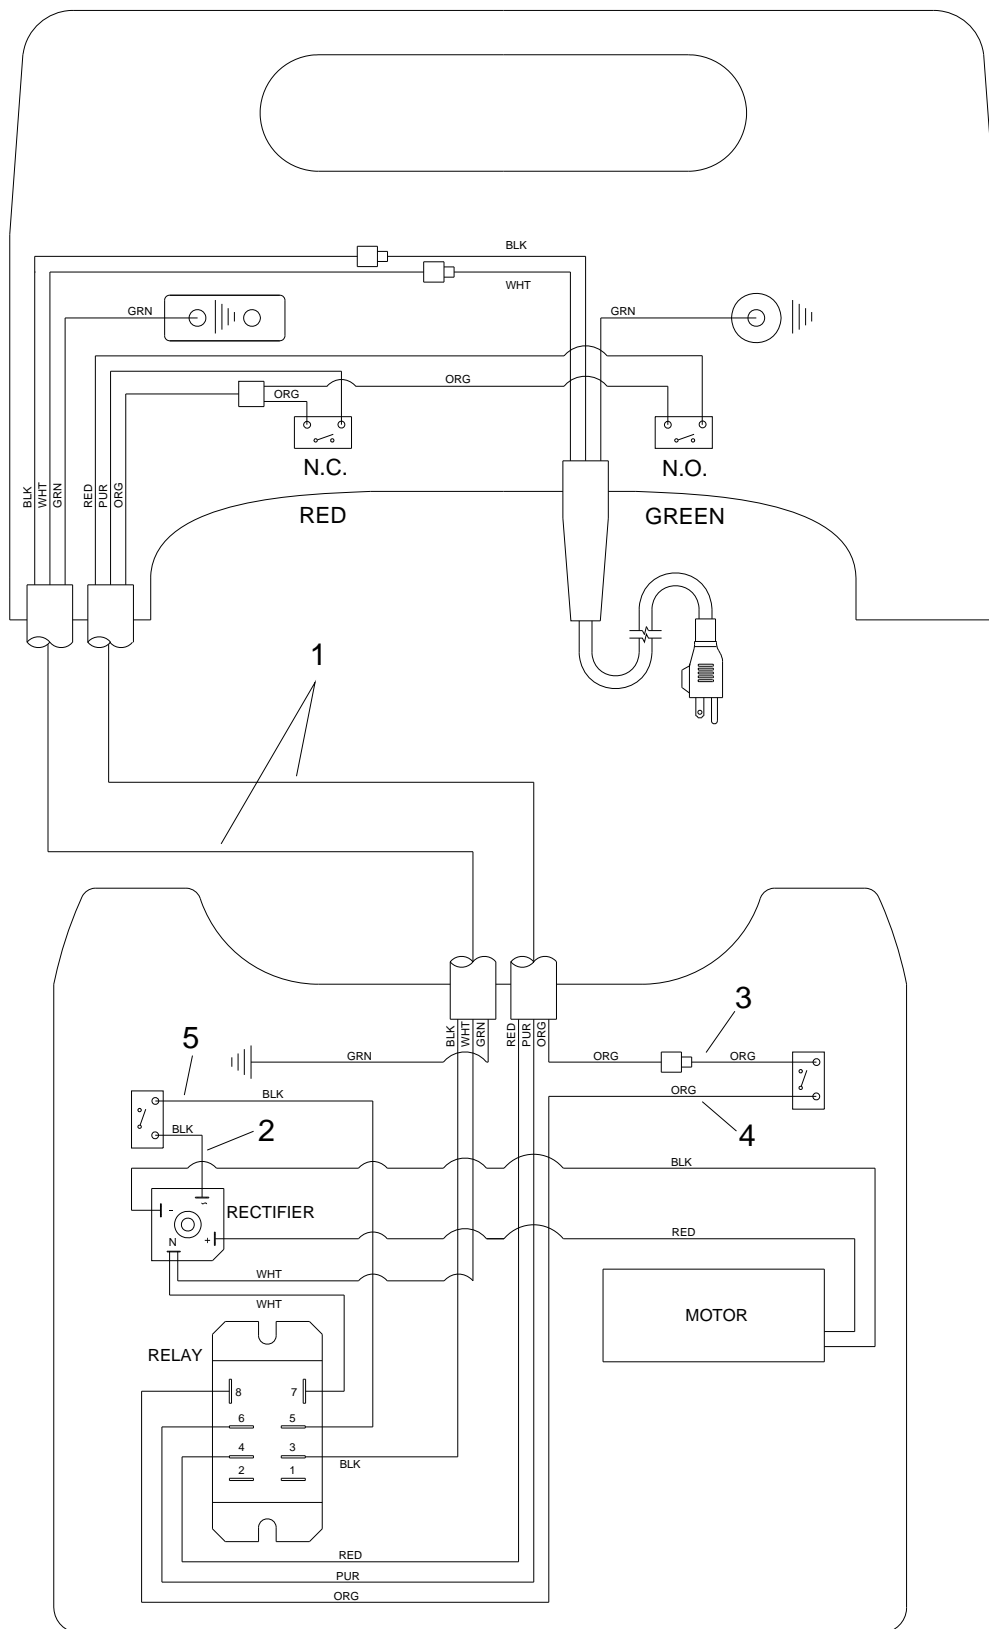 BLK
WHT
GRN
GRN
ORG
ORG
N.C.
N.O.
BLK
WHT
GRN
RED
PUR
ORG
RED
GREEN
1
BLK
WHT
GRN
RED
PUR
ORG
3
5
GRN
ORG
ORG
BLK
ORG
4
BLK
2
BLK
-
~
RECTIFIER
N
+
RED
WHT
WHT
MOTOR
RELAY
8
7
6
5
4
3
BLK
2
1
RED
PUR
ORG